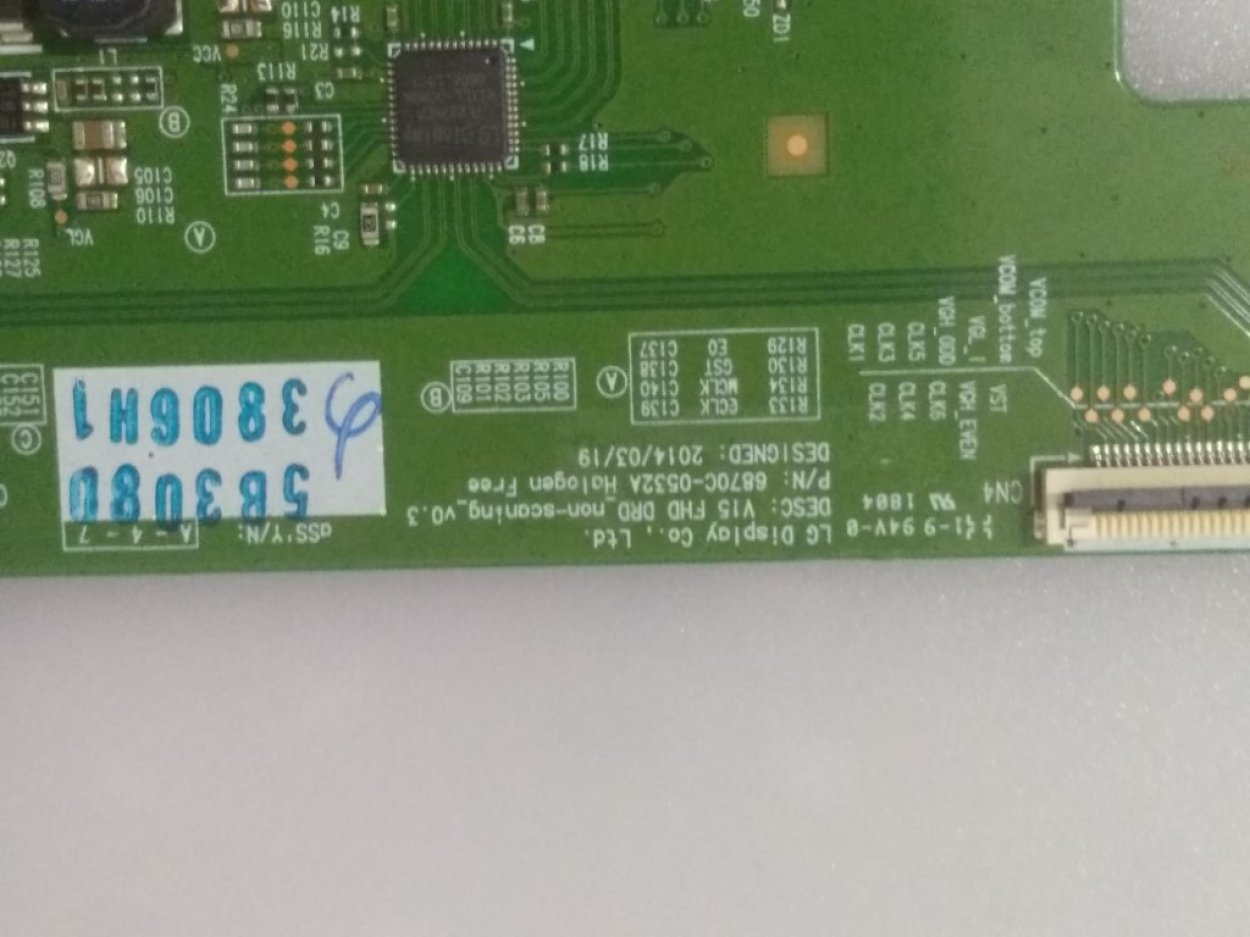 LG Display Co., Ltd.
DESC: V15 FHD DRD_non-scaning_v0.3
P/N: 6870C-0532A Halogen Free
DESIGNED: 2014/03/19
94V-0
1804
CN4
A - 4 - 7
5B308D
3806H1
6
R133 ECLK C139
R134 MCLK C140
R130 GST C138
R129 EO C137
A
B
C109
R101
R102
R103
R105
R100
C
C151
CLK1
CLK3
CLK5
VGH_ODD
VGL_I
VCOM_bottom
VCOM_top
CLK2
CLK4
CLK6
VGH_EVEN
VST
C6
C8
R18
R17
C4
C9
R16
A
VGL
R110
C106
C105
R108
R125
R127
B
R24
C3
R113
L1
VCC
R21
R116
C110
R14
ZD1